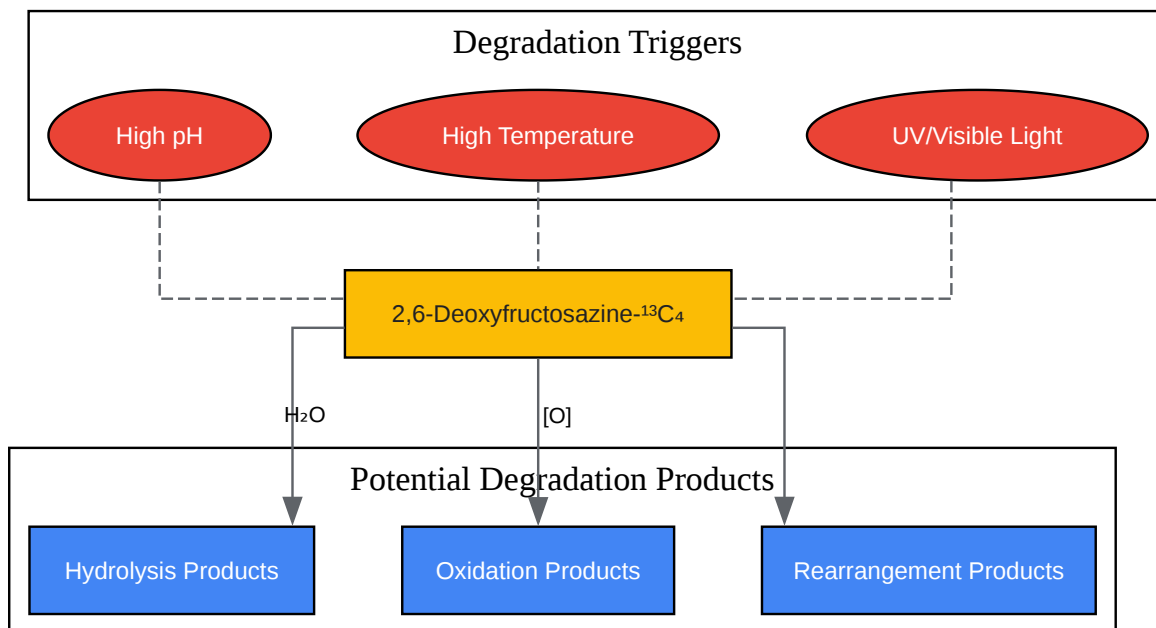 Degradation Triggers
High pH
High Temperature
UV/Visible Light
2,6-Deoxyfructosazine-¹³C₄
H₂O
[O]
Potential Degradation Products
Hydrolysis Products
Oxidation Products
Rearrangement Products